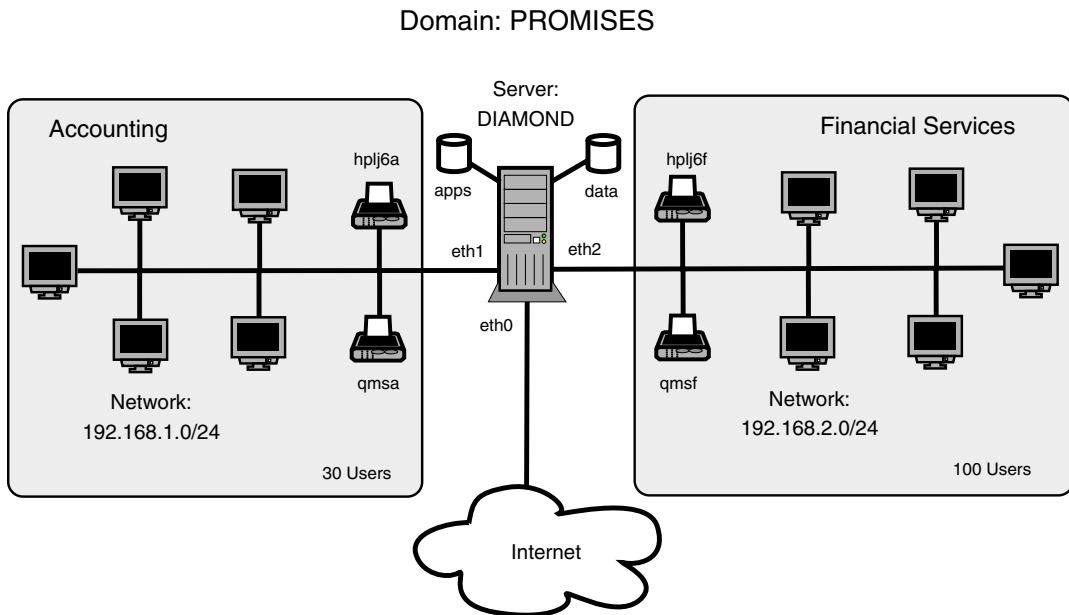 Domain: PROMISES
Server:
DIAMOND
Accounting
hplj6a
apps
data
eth1
eth2
eth0
qmsa
Network:
192.168.1.0/24
30 Users
Financial Services
hplj6f
qmsf
Network:
192.168.2.0/24
100 Users
Internet